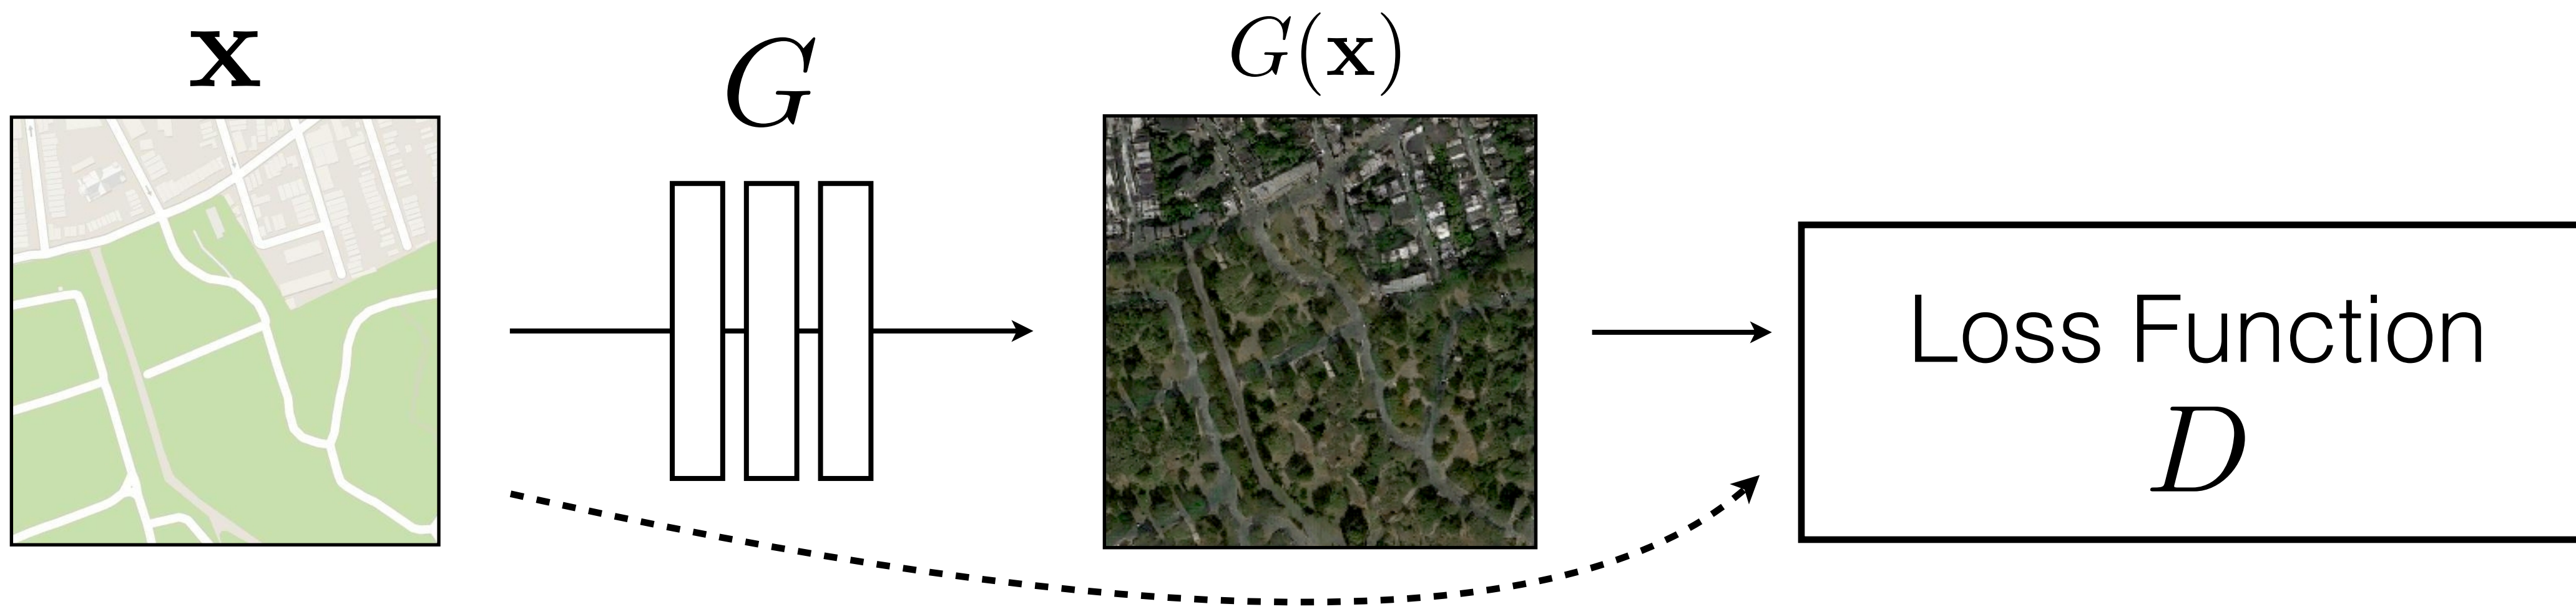 x
G
G(x)
Loss Function
D